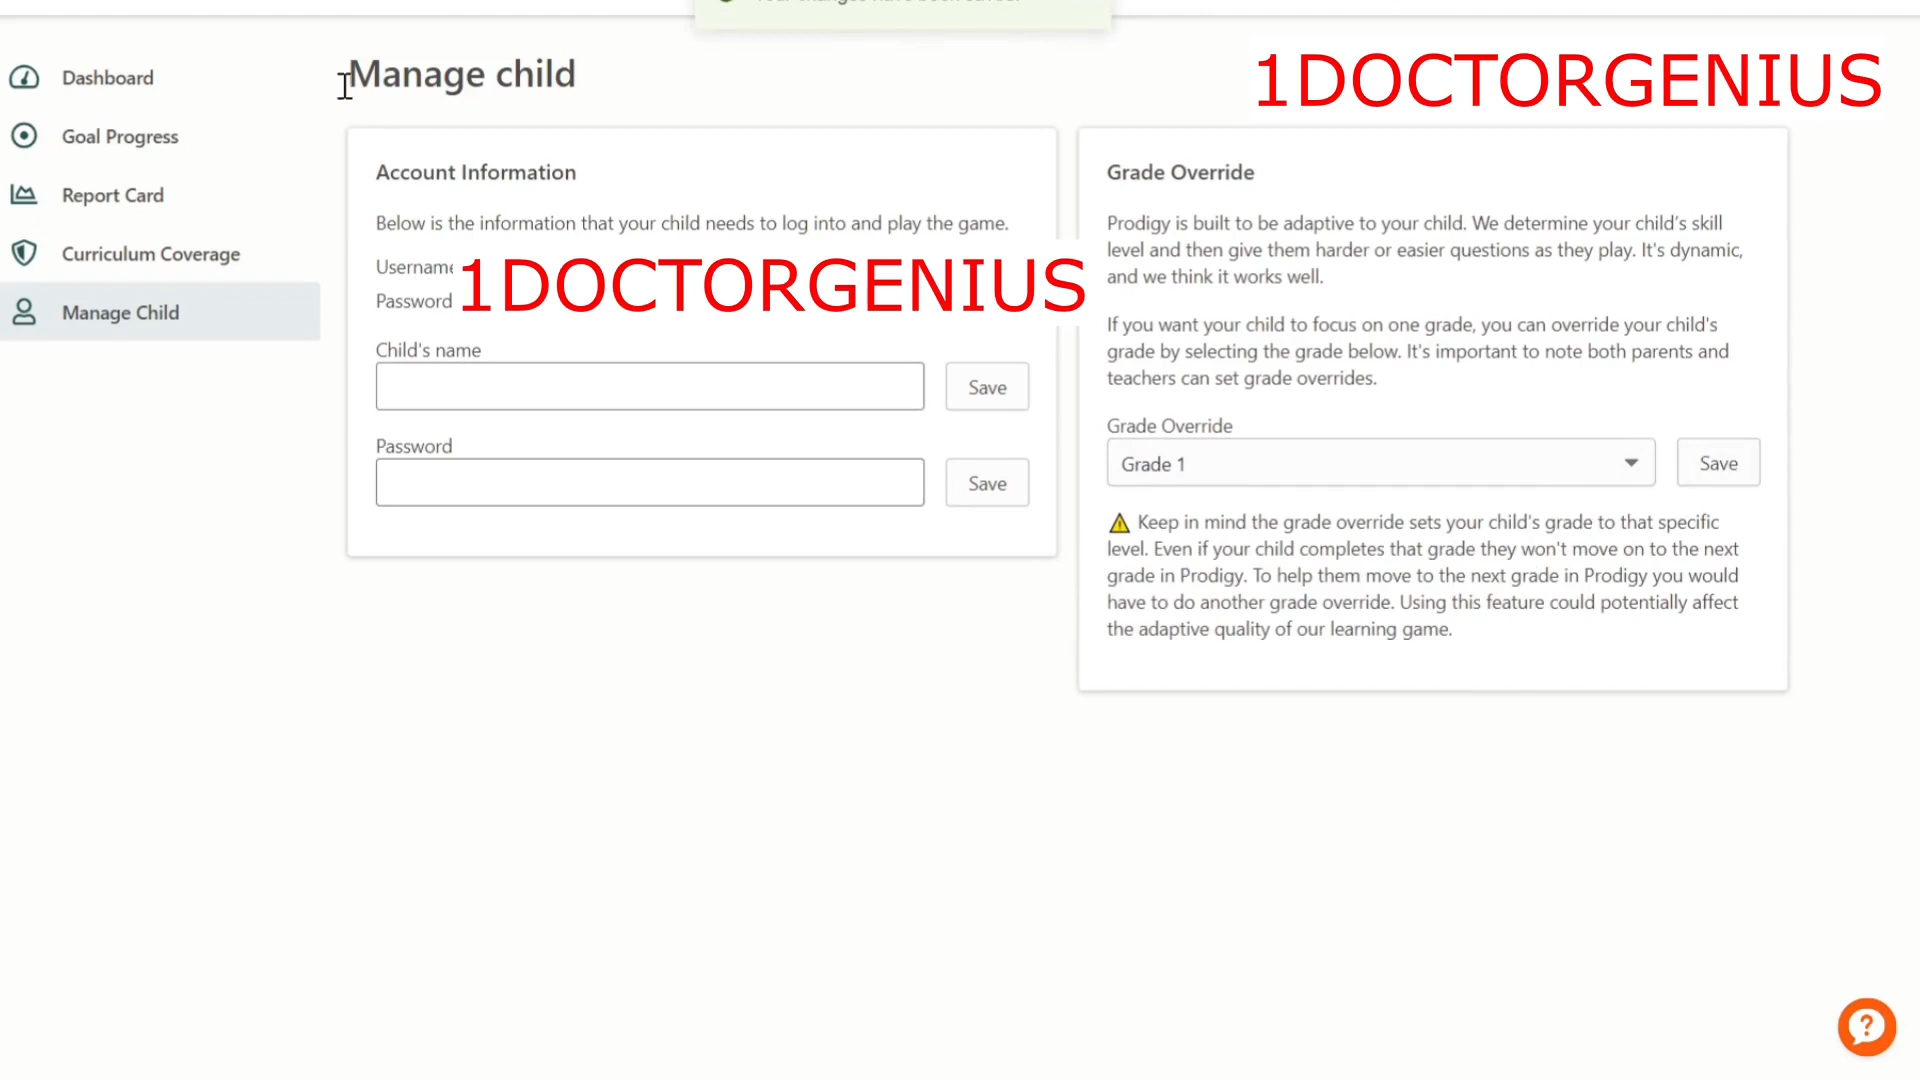 Your changes have been saved.
Dashboard
Goal Progress
Report Card
Curriculum Coverage
Manage Child
Manage child
1DOCTORGENIUS
Account Information
Below is the information that your child needs to log into and play the game.
Username
Password
1DOCTORGENIUS
Child's name
Save
Password
Save
Grade Override
Prodigy is built to be adaptive to your child. We determine your child's skill
level and then give them harder or easier questions as they play. It's dynamic,
and we think it works well.
If you want your child to focus on one grade, you can override your child's
grade by selecting the grade below. It's important to note both parents and
teachers can set grade overrides.
Grade Override
Grade 1
Save
Keep in mind the grade override sets your child's grade to that specific
level. Even if your child completes that grade they won't move on to the next
grade in Prodigy. To help them move to the next grade in Prodigy you would
have to do another grade override. Using this feature could potentially affect
the adaptive quality of our learning game.
?